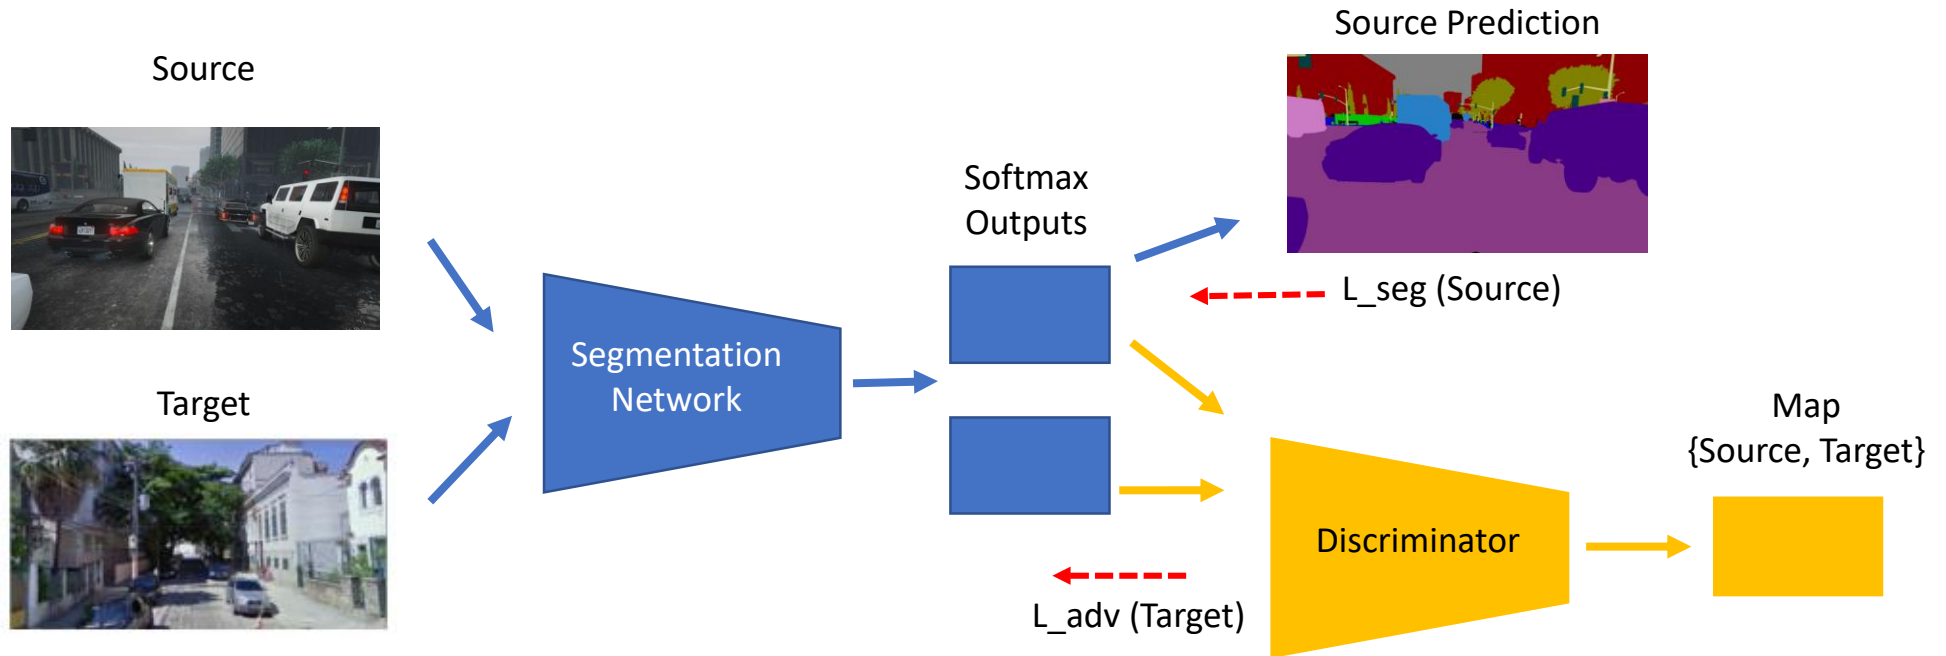 Source Prediction
Source
Softmax
Outputs
L_seg (Source)
Segmentation
Network
Target
Map
{Source, Target}
Discriminator
L_adv (Target)